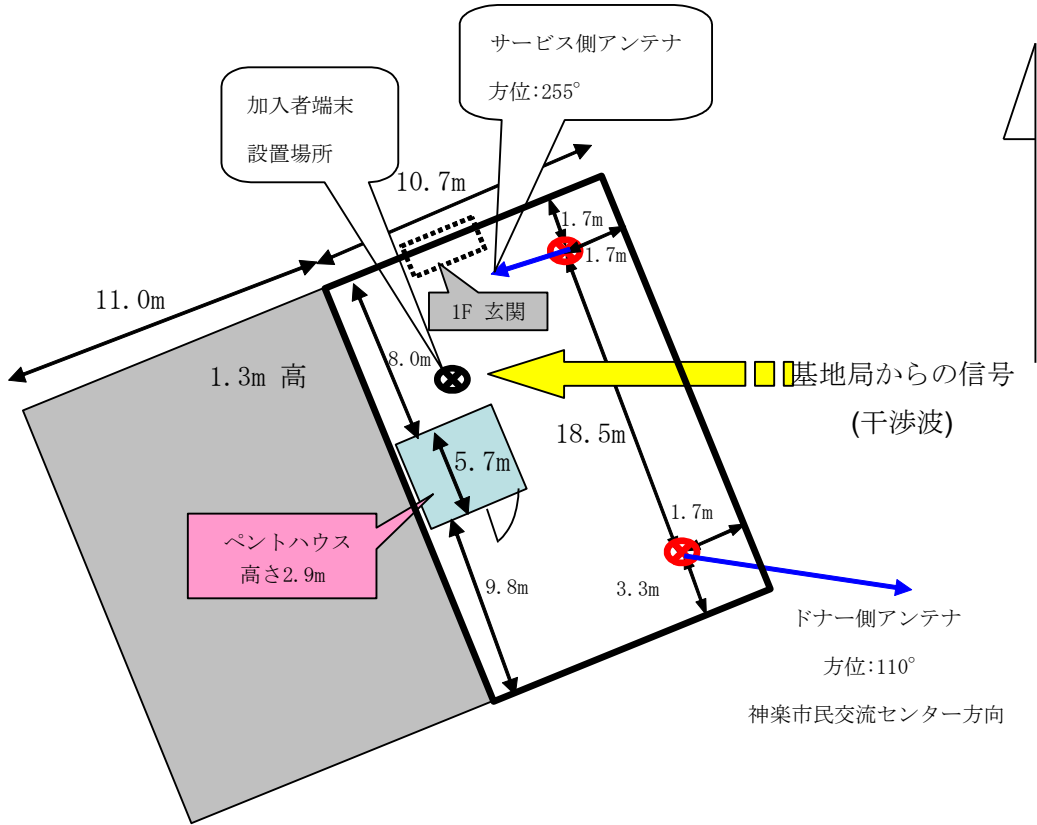 サービス側アンテナ
方位:255°
加入者端末
設置場所
10.7m
1.7m
1.7m
11.0m
1F 玄関
1.3m 高
8.0m
基地局からの信号
(干渉波)
18.5m
5.7m
1.7m
ペントハウス
高さ2.9m
9.8m
3.3m
ドナー側アンテナ
方位:110°
神楽市民交流センター方向